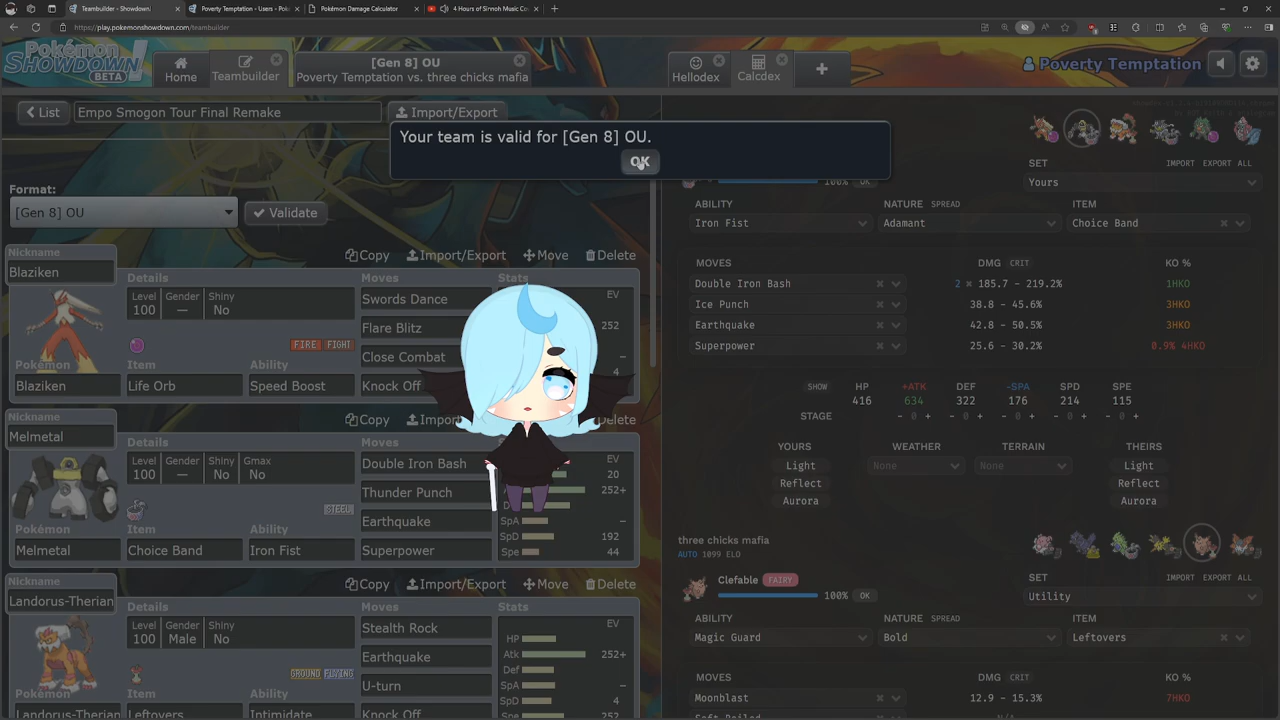 Teambuilder - Showdown!
Poverty Temptation - Users - Pok
Pokémon Damage Calculator
4 Hours of Sinnoh Music Co
https://play.pokemonshowdown.com/teambuilder
Pokémon
SHOWDOWN!
BETA
Home
Teambuilder
[Gen 8] OU
Poverty Temptation vs. three chicks mafia
Hellodex
Calcdex
Poverty Temptation
List
Empo Smogon Tour Final Remake
Import/Export
Your team is valid for [Gen 8] OU.
OK
Format:
[Gen 8] OU
Validate
Nickname
Blaziken
Copy
Import/Export
Move
Delete
Details
Moves
Stats
Level
100
Gender
—
Shiny
No
Swords Dance
Flare Blitz
Close Combat
Knock Off
EV
252
–
4
FIRE FIGHT
Pokémon
Item
Ability
Blaziken
Life Orb
Speed Boost
Nickname
Melmetal
Copy
Delete
Details
Moves
Level
100
Gender
—
Shiny
No
Gmax
No
Double Iron Bash
Thunder Punch
Earthquake
Superpower
EV
20
252+
SpA –
SpD 192
Spe 44
STEEL
Pokémon
Item
Ability
Melmetal
Choice Band
Iron Fist
Nickname
Landorus-Therian
Copy
Import/Export
Move
Delete
Details
Moves
Stats
Level
100
Gender
Male
Shiny
No
Stealth Rock
Earthquake
U-turn
Knock Off
EV
HP
Atk 252+
Def
SpA –
SpD 4
Spe 252
GROUND FLYING
Pokémon
Item
Ability
Landorus-Therian
Leftovers
Intimidate
100% OK
SET
IMPORT EXPORT ALL
Yours
ABILITY
NATURE SPREAD
ITEM
Iron Fist
Adamant
Choice Band
MOVES
DMG CRIT
KO %
Double Iron Bash 2 × 185.7 - 219.2% 1HKO
Ice Punch 38.8 - 45.6% 3HKO
Earthquake 42.8 - 50.5% 3HKO
Superpower 25.6 - 30.2% 0.9% 4HKO
SHOW HP +ATK DEF -SPA SPD SPE
416 634 322 176 214 115
STAGE - 0 + - 0 + - 0 + - 0 + - 0 +
YOURS
WEATHER
TERRAIN
THEIRS
Light
None
None
Light
Reflect
Reflect
Aurora
Aurora
three chicks mafia
AUTO 1099 ELO
Clefable FAIRY
100% OK
SET
IMPORT EXPORT ALL
Utility
ABILITY
NATURE SPREAD
ITEM
Magic Guard
Bold
Leftovers
MOVES
DMG CRIT
KO %
Moonblast 12.9 - 15.3% 7HKO